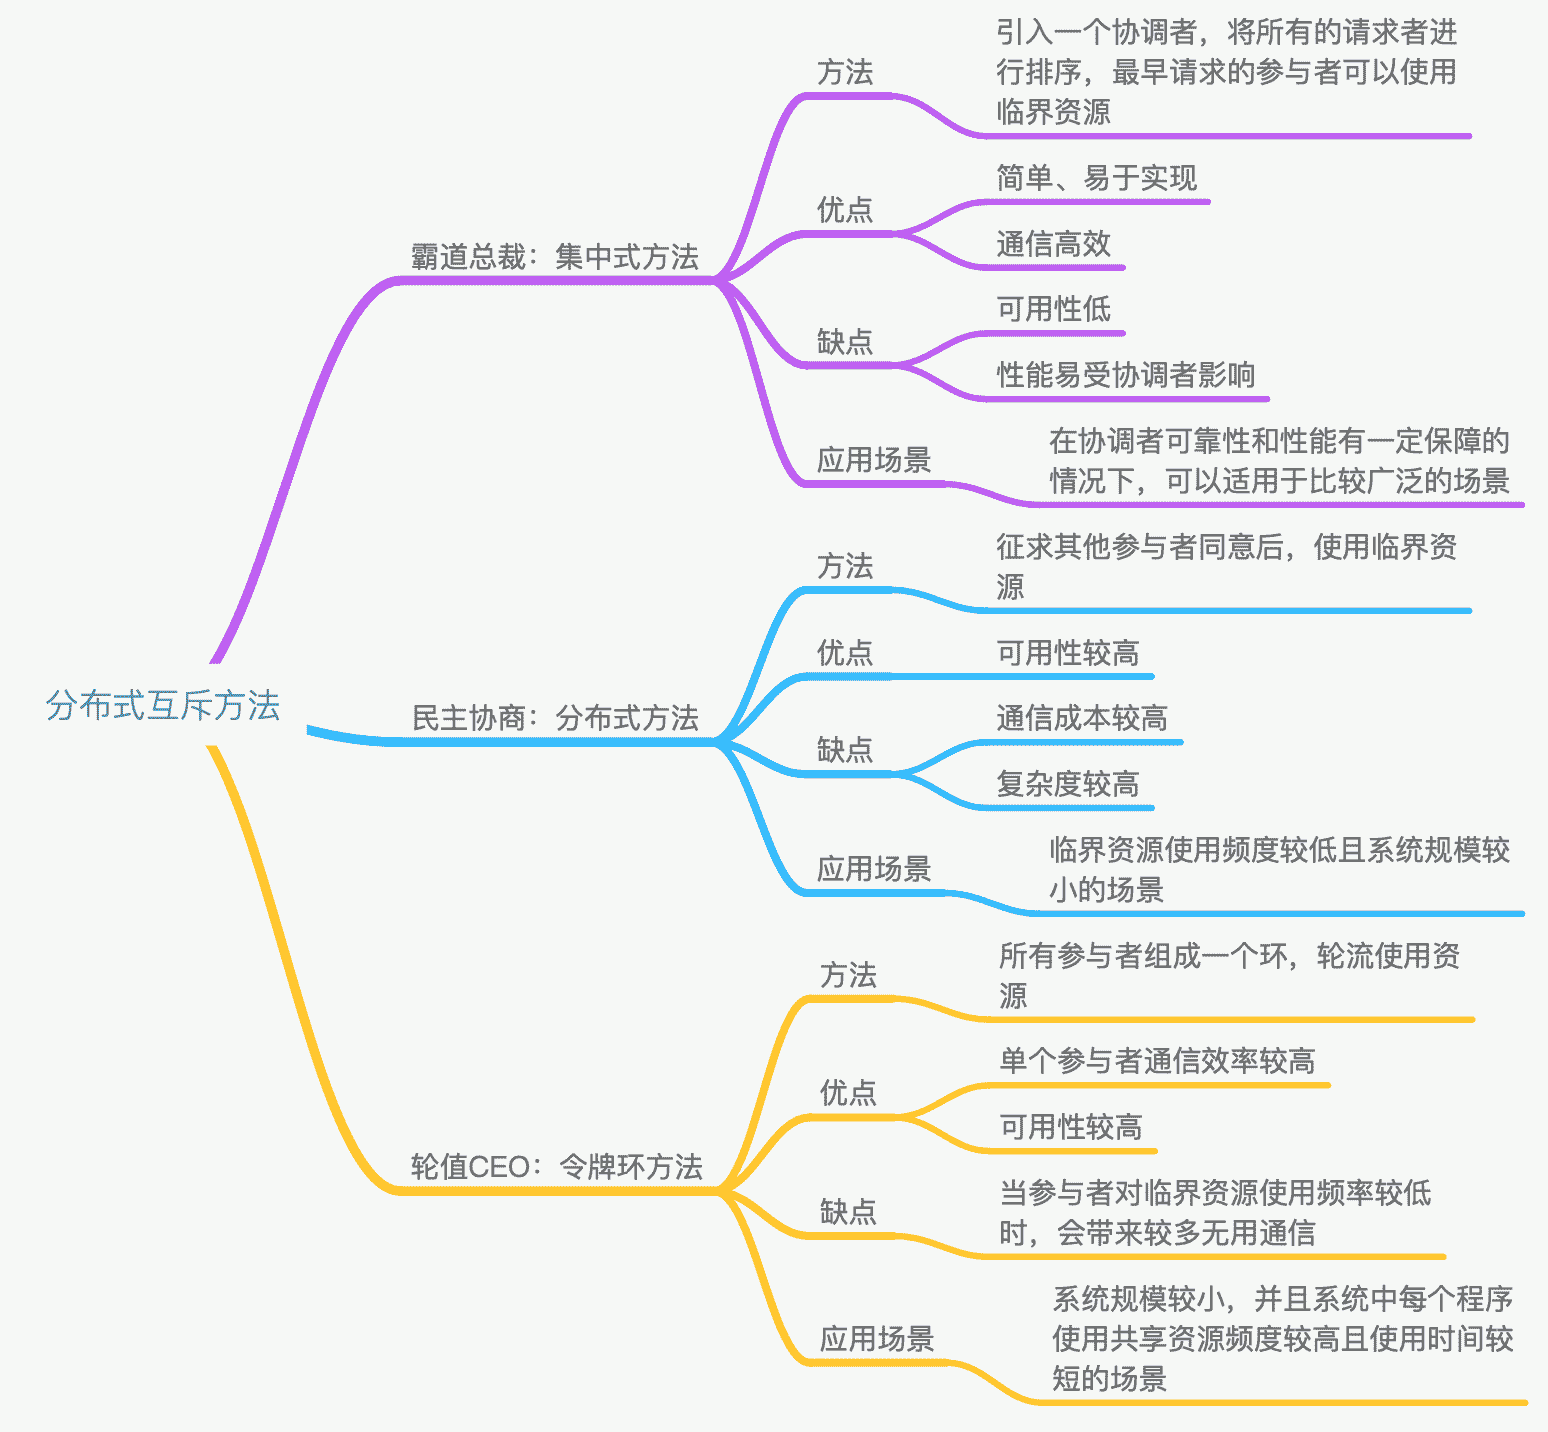 分布式互斥方法
霸道总裁：集中式方法
方法
引入一个协调者，将所有的请求者进
行排序，最早请求的参与者可以使用
临界资源
优点
简单、易于实现
通信高效
缺点
可用性低
性能易受协调者影响
应用场景
在协调者可靠性和性能有一定保障的
情况下，可以适用于比较广泛的场景
民主协商：分布式方法
方法
征求其他参与者同意后，使用临界资
源
优点
可用性较高
缺点
通信成本较高
复杂度较高
应用场景
临界资源使用频度较低且系统规模较
小的场景
轮值CEO：令牌环方法
方法
所有参与者组成一个环，轮流使用资
源
优点
单个参与者通信效率较高
可用性较高
缺点
当参与者对临界资源使用频率较低
时，会带来较多无用通信
应用场景
系统规模较小，并且系统中每个程序
使用共享资源频度较高且使用时间较
短的场景